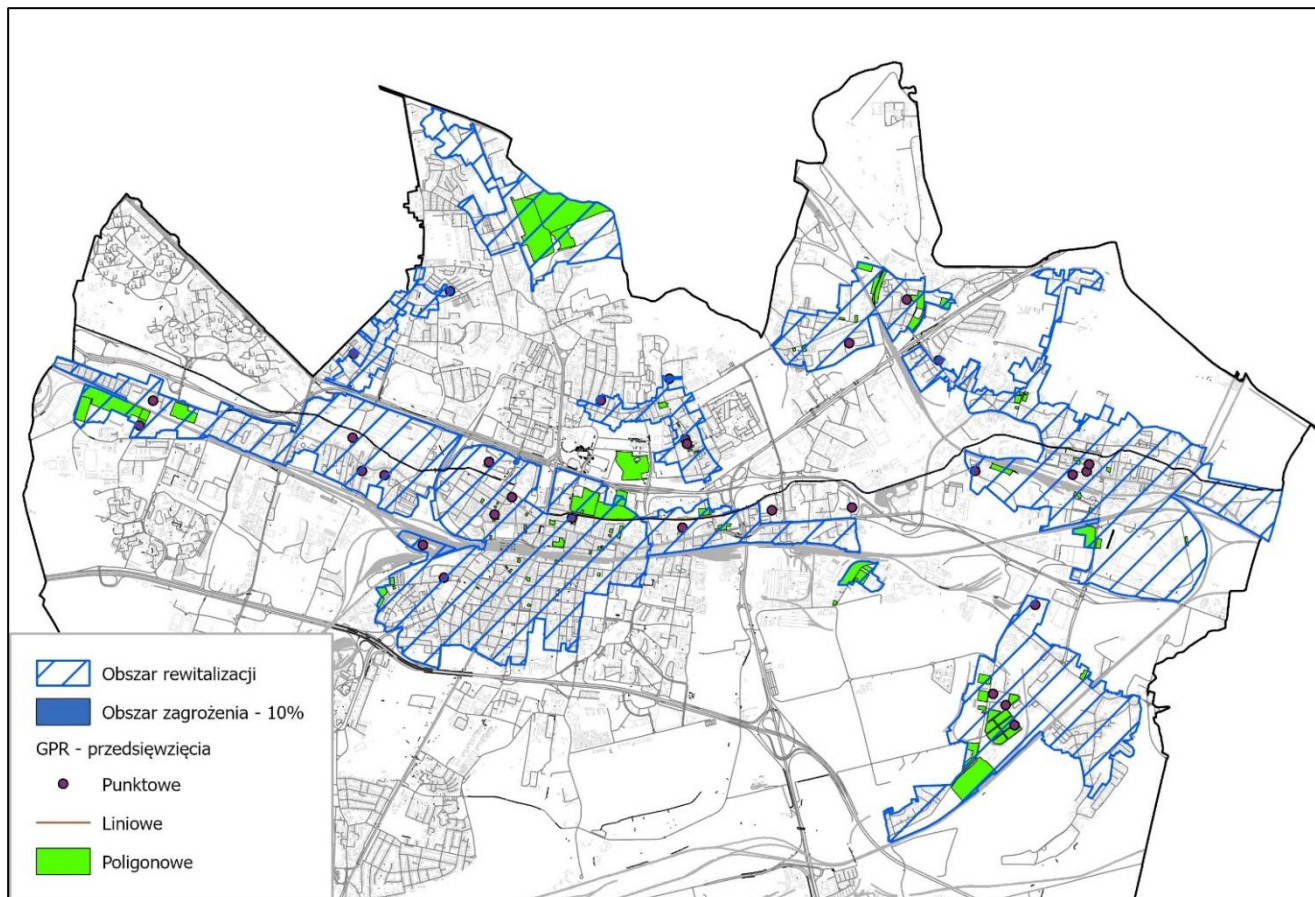 Obszar rewitalizacji
Obszar zagrożenia - 10%
GPR - przedsięwzięcia
Punktowe
Liniowe
Poligonowe